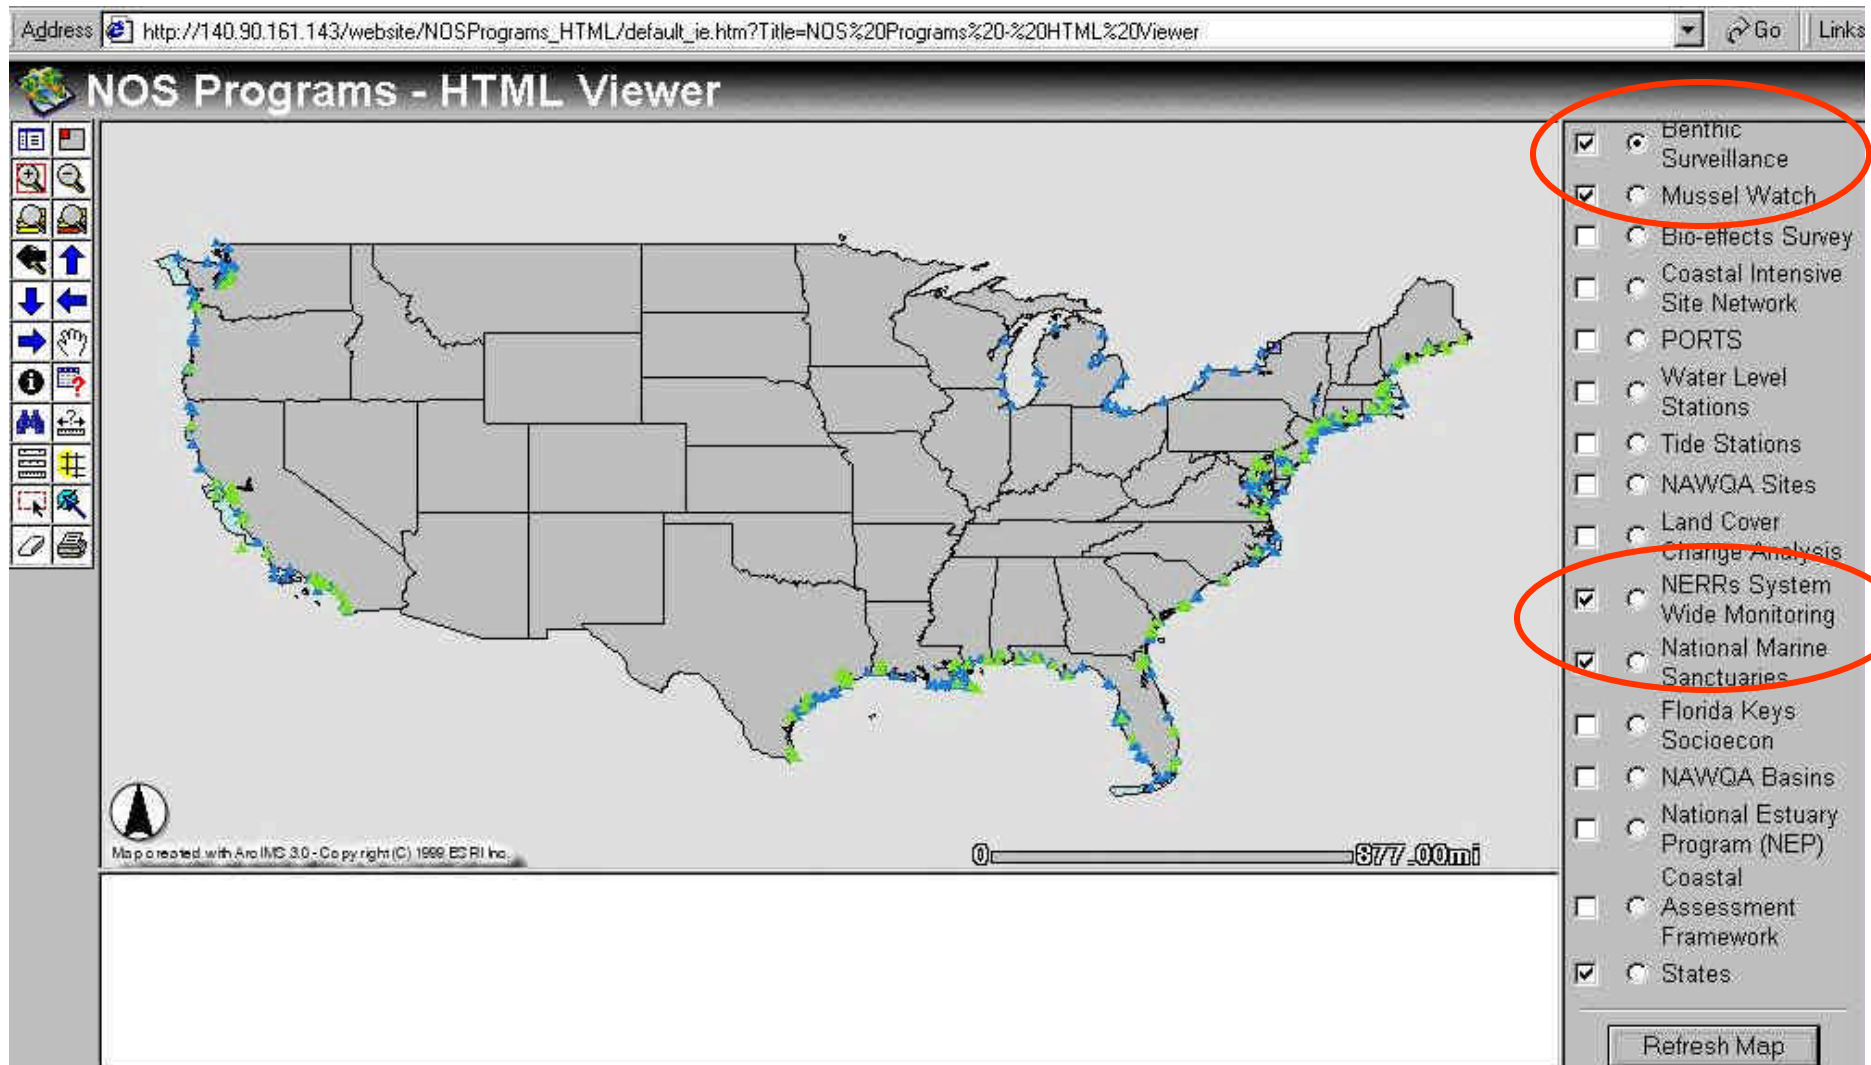 Address http://140.90.161.143/website/NOSPrograms_HTML/default_ie.htm?Title=NOS%20Programs%20-%20HTML%20Viewer Go Links
NOS Programs - HTML Viewer
Benthic
Surveillance
Mussel Watch
Bio-effects Survey
Coastal Intensive
Site Network
PORTS
Water Level
Stations
Tide Stations
NAWQA Sites
Land Cover
Change Analysis
NERRs System
Wide Monitoring
National Marine
Sanctuaries
Florida Keys
Socioecon
NAWQA Basins
National Estuary
Program (NEP)
Coastal
Assessment
Framework
States
Refresh Map
Map created with ArcIMS 3.0 - Copyright (C) 1999 ESRI Inc.
0 877.00mi